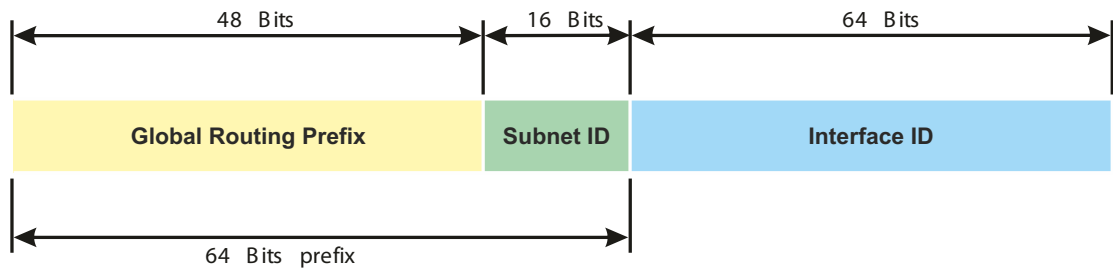 48 Bits 16 Bits 64 Bits
Global Routing Prefix Subnet ID Interface ID
64 Bits prefix